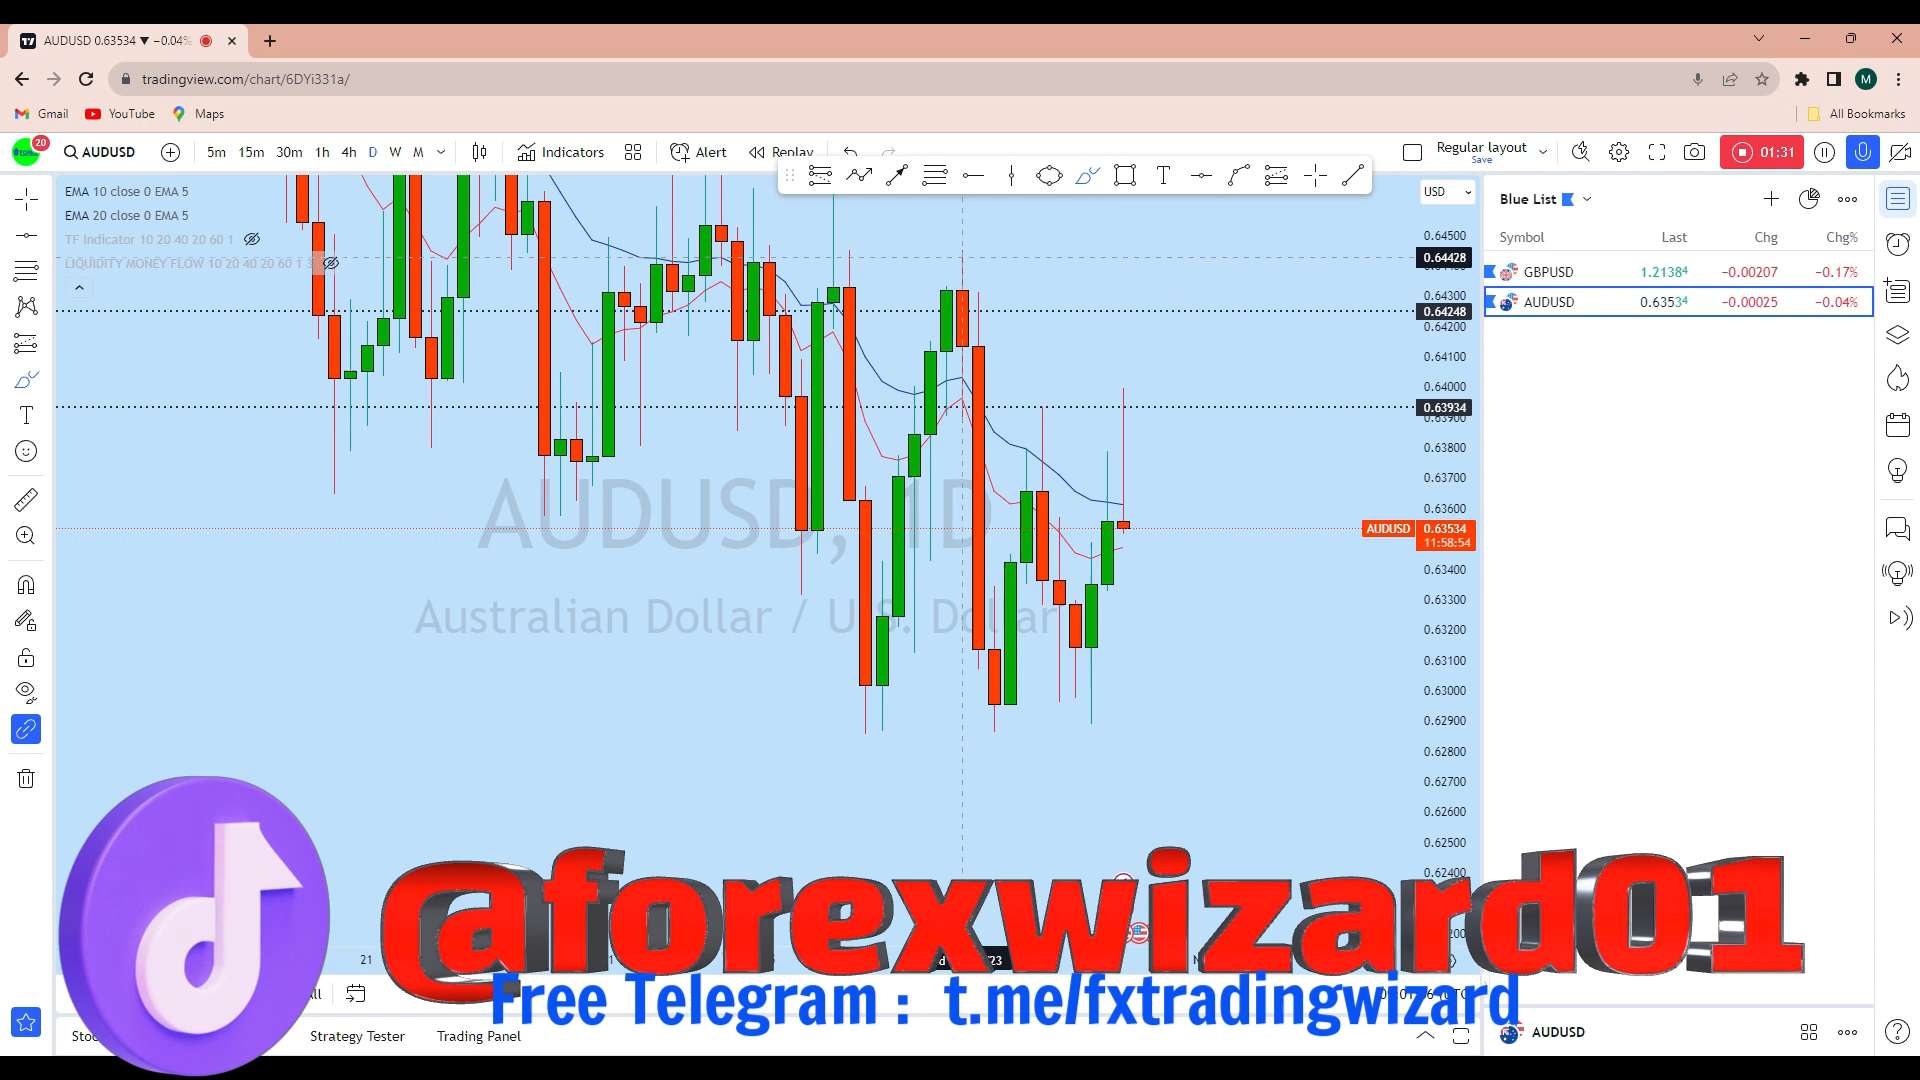 AUDUSD 0.63534 ▼ −0.04%
tradingview.com/chart/6DYi331a/
Gmail YouTube Maps All Bookmarks
20
AUDUSD 5m 15m 30m 1h 4h D W M Indicators Alert Replay Regular layout 01:31
Save
EMA 10 close 0 EMA 5
EMA 20 close 0 EMA 5
TF Indicator 10 20 40 20 60 1
LIQUIDITY MONEY FLOW 10 20 40 20 60 1 3
USD
0.64500
0.64428
0.64300
0.64248
0.64200
0.64100
0.64000
0.63934
0.63900
0.63800
0.63700
0.63600
AUDUSD 0.63534
11:58:54
0.63400
0.63300
0.63200
0.63100
0.63000
0.62900
0.62800
0.62700
0.62600
0.62500
0.62400
AUDUSD, 1D
Australian Dollar / U.S. Dollar
Blue List
Symbol Last Chg Chg%
GBPUSD 1.21384 −0.00207 −0.17%
AUDUSD 0.63534 −0.00025 −0.04%
@forexwizard01
21
Free Telegram : t.me/fxtradingwizard
Strategy Tester Trading Panel
AUDUSD